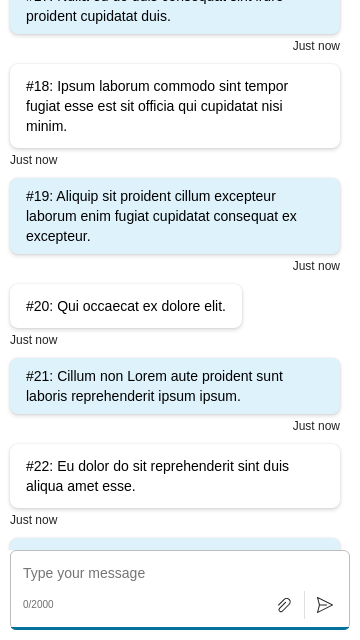 proident cupidatat duis.
Just now
#18: Ipsum laborum commodo sint tempor
fugiat esse est sit officia qui cupidatat nisi
minim.
Just now
#19: Aliquip sit proident cillum excepteur
laborum enim fugiat cupidatat consequat ex
excepteur.
Just now
#20: Qui occaecat ex dolore elit.
Just now
#21: Cillum non Lorem aute proident sunt
laboris reprehenderit ipsum ipsum.
Just now
#22: Eu dolor do sit reprehenderit sint duis
aliqua amet esse.
Just now
Type your message
0/2000